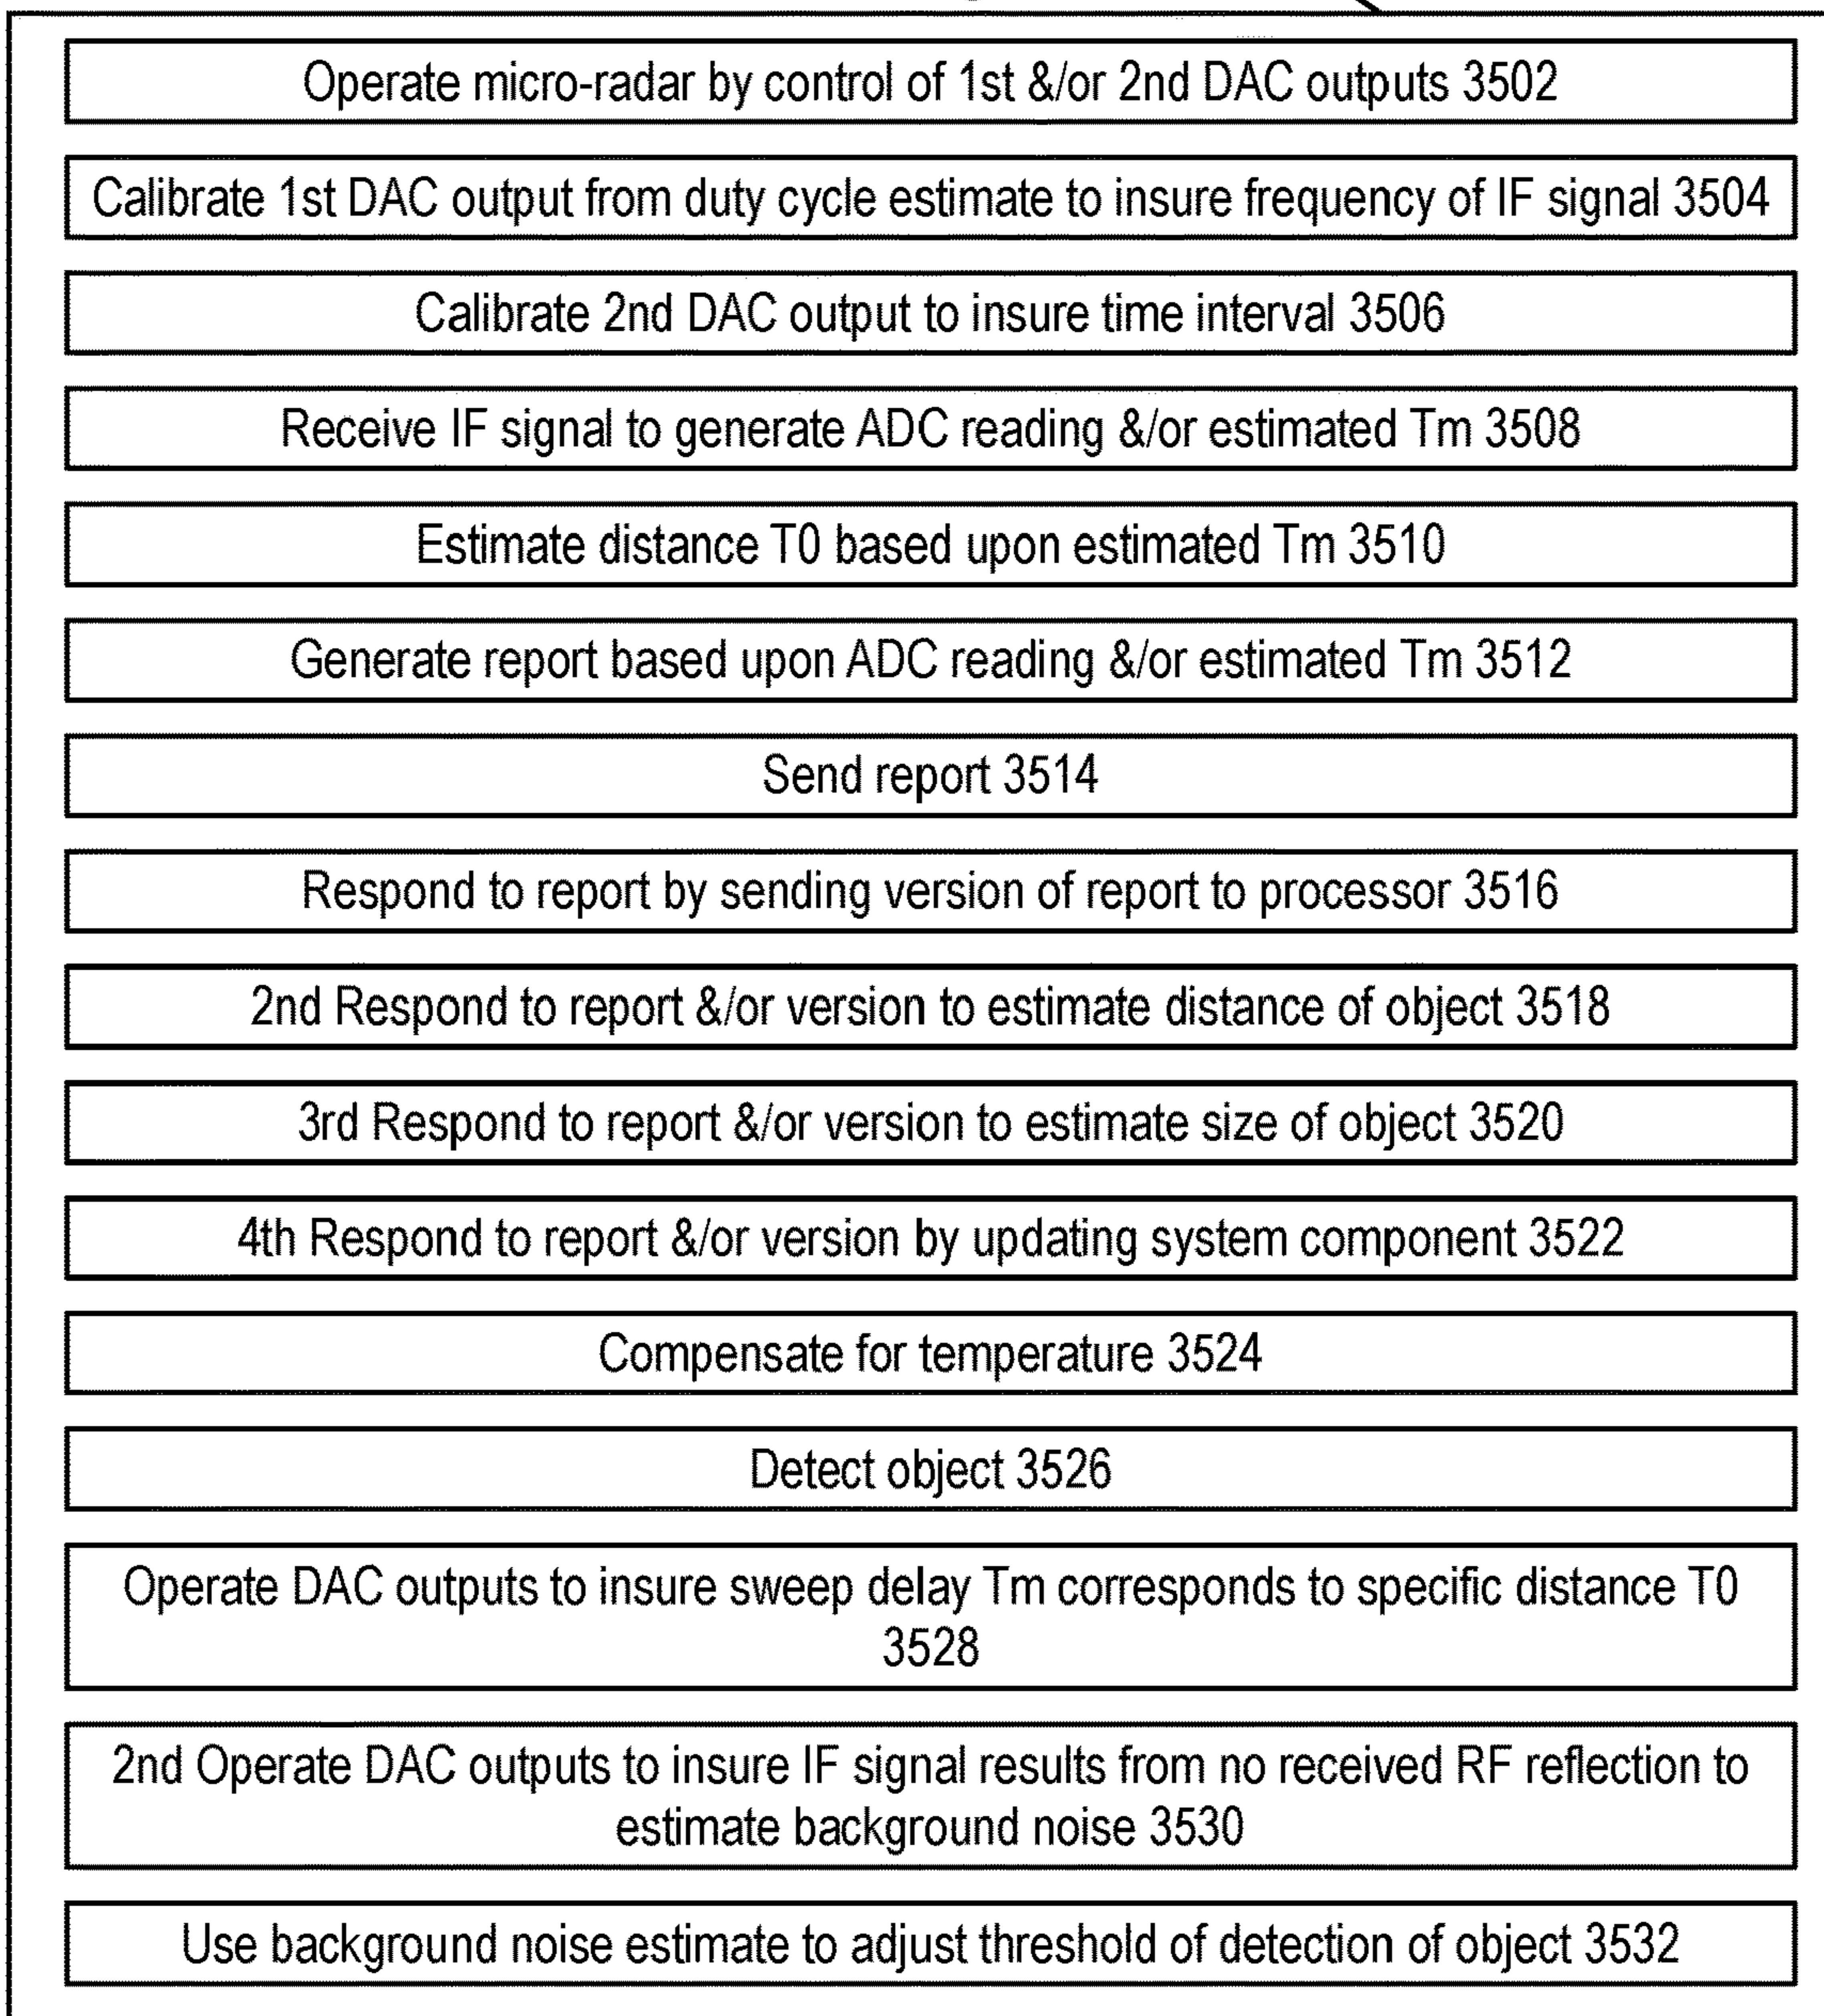 Operate micro-radar by control of 1st &/or 2nd DAC outputs 3502
Calibrate 1st DAC output from duty cycle estimate to insure frequency of IF signal 3504
Calibrate 2nd DAC output to insure time interval 3506
Receive IF signal to generate ADC reading &/or estimated Tm 3508
Estimate distance T0 based upon estimated Tm 3510
Generate report based upon ADC reading &/or estimated Tm 3512
Send report 3514
Respond to report by sending version of report to processor 3516
2nd Respond to report &/or version to estimate distance of object 3518
3rd Respond to report &/or version to estimate size of object 3520
4th Respond to report &/or version by updating system component 3522
Compensate for temperature 3524
Detect object 3526
Operate DAC outputs to insure sweep delay Tm corresponds to specific distance T0
3528
2nd Operate DAC outputs to insure IF signal results from no received RF reflection to
estimate background noise 3530
Use background noise estimate to adjust threshold of detection of object 3532